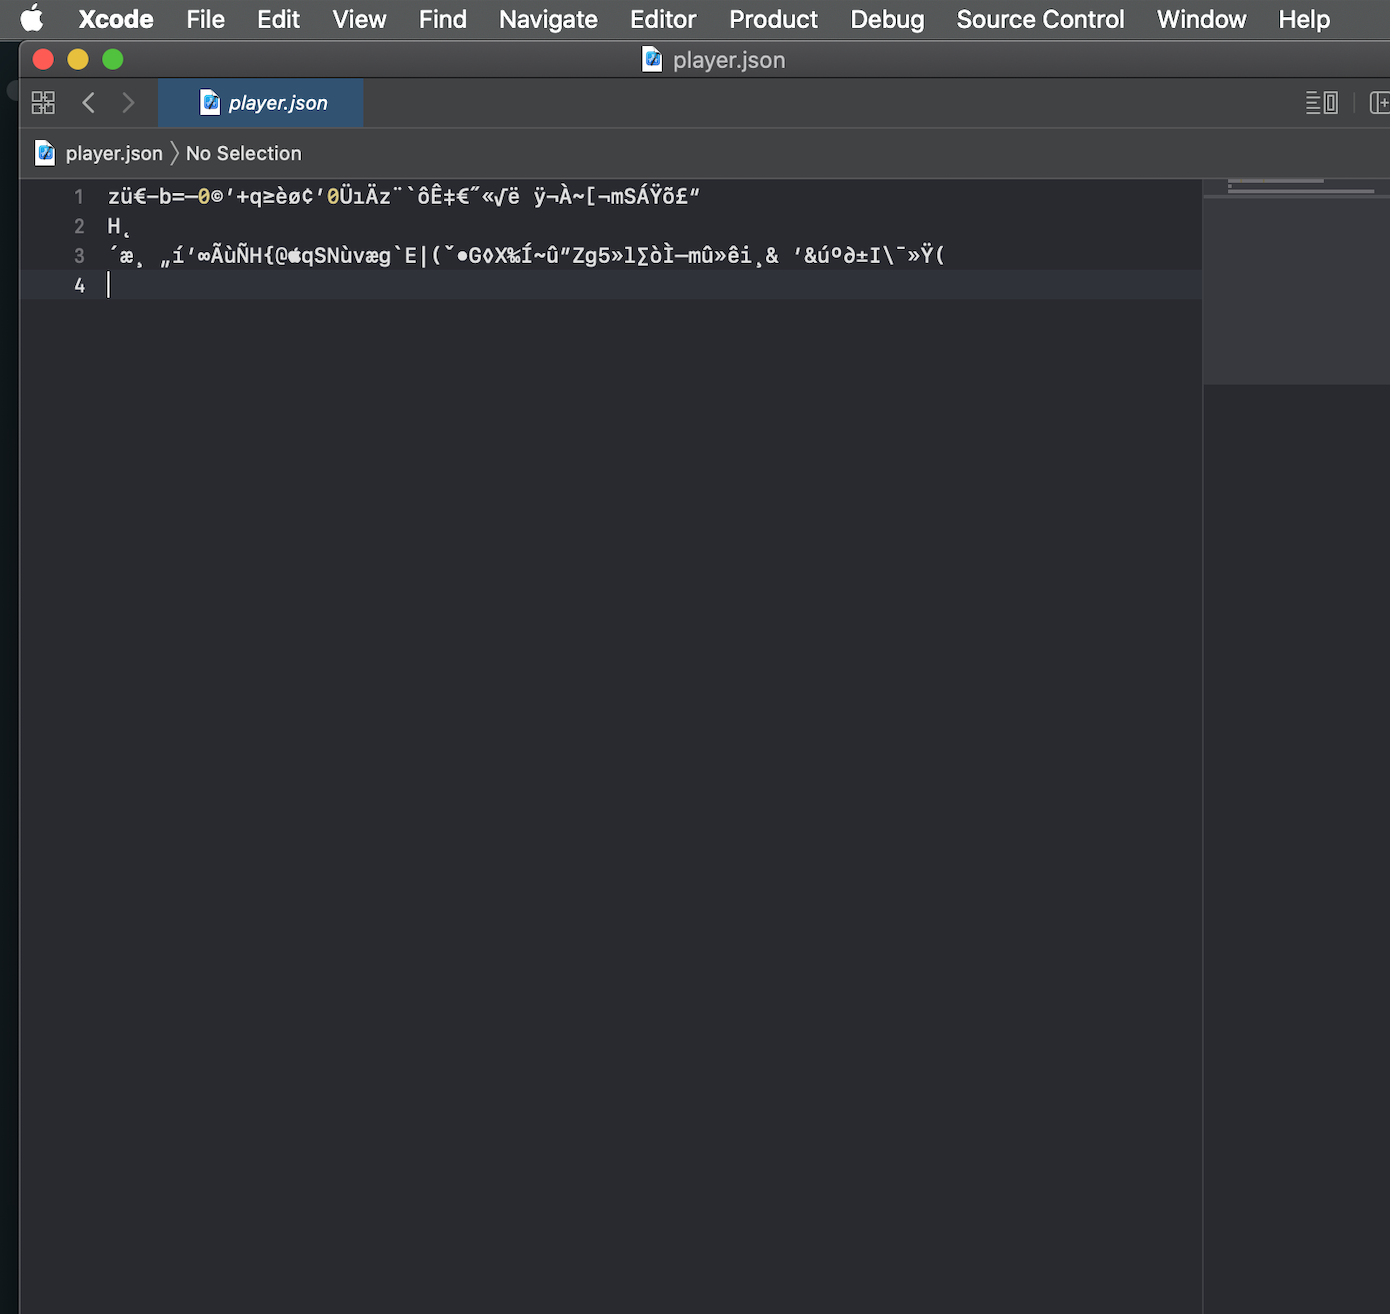 Xcode File Edit View Find Navigate Editor Product Debug Source Control Window Help
player.json
player.json
player.json 〉 No Selection
1 zü€–b=—0©‘+q≥èø¢’0ÜıÄz¨`ôÊ‡€˝«√ë ÿ¬À~[¬mSÁŸõ£“
2 H˛
3 ´æ¸ „í’∞ÃùÑH{@qSNùvæg`E|(ˇ•G◊X‰Í~û”Zg5»l∑òÌ—mû»êi¸& ‘&úº∂±I\¯»Ÿ(
4